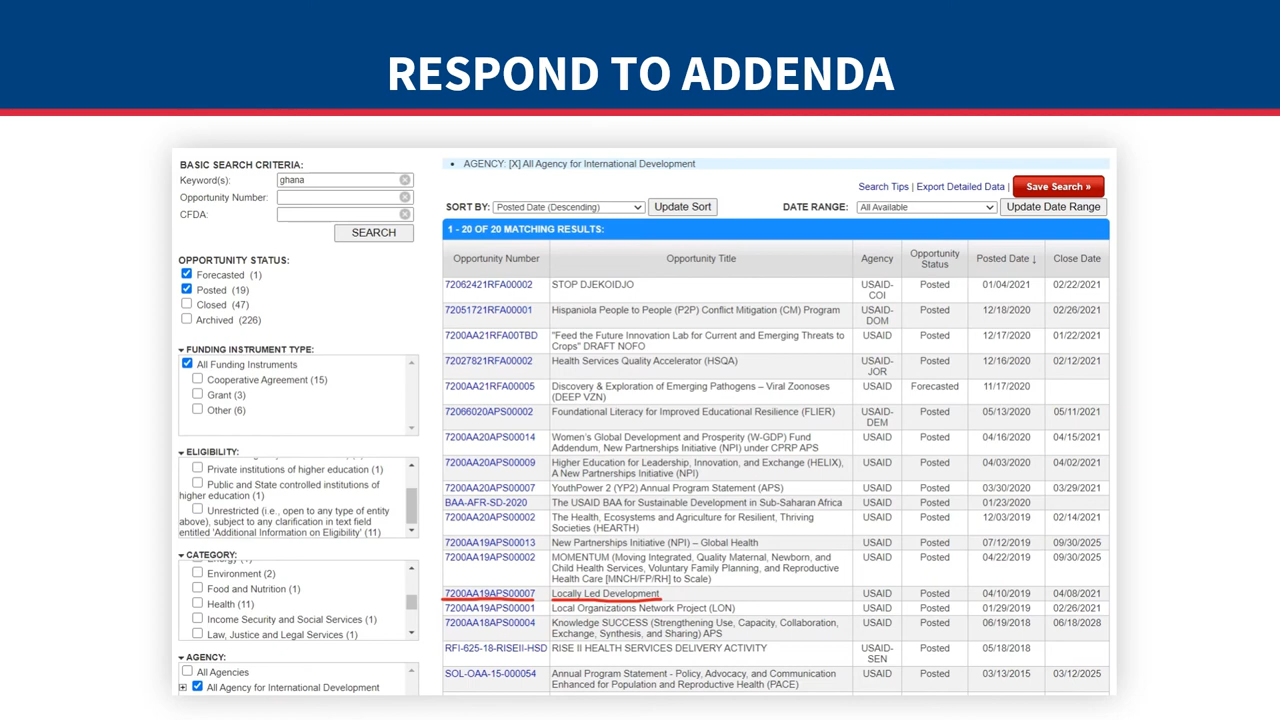 RESPOND TO ADDENDA
BASIC SEARCH CRITERIA:
Keyword(s): ghana
Opportunity Number:
CFDA:
SEARCH
OPPORTUNITY STATUS:
Forecasted (1)
Posted (19)
Closed (47)
Archived (226)
FUNDING INSTRUMENT TYPE:
All Funding Instruments
Cooperative Agreement (15)
Grant (3)
Other (6)
ELIGIBILITY:
Private institutions of higher education (1)
Public and State controlled institutions of
higher education (1)
Unrestricted (i.e., open to any type of entity
above), subject to any clarification in text field
entitled 'Additional Information on Eligibility' (11)
CATEGORY:
Environment (2)
Food and Nutrition (1)
Health (11)
Income Security and Social Services (1)
Law, Justice and Legal Services (1)
AGENCY:
All Agencies
All Agency for International Development
• AGENCY: [X] All Agency for International Development
Search Tips | Export Detailed Data | Save Search »
SORT BY: Posted Date (Descending) Update Sort DATE RANGE: All Available Update Date Range
1 - 20 OF 20 MATCHING RESULTS:
Opportunity Number Opportunity Title Agency Opportunity Status Posted Date ↓ Close Date
72062421RFA00002 STOP DJEKOIDJO USAID-COI Posted 01/04/2021 02/22/2021
72051721RFA00001 Hispaniola People to People (P2P) Conflict Mitigation (CM) Program USAID-DOM Posted 12/18/2020 02/26/2021
7200AA21RFA00TBD "Feed the Future Innovation Lab for Current and Emerging Threats to USAID Posted 12/17/2020 01/22/2021
Crops" DRAFT NOFO
72027821RFA00002 Health Services Quality Accelerator (HSQA) USAID-JOR Posted 12/16/2020 02/12/2021
7200AA21RFA00005 Discovery & Exploration of Emerging Pathogens – Viral Zoonoses USAID Forecasted 11/17/2020
(DEEP VZN)
72066020APS00002 Foundational Literacy for Improved Educational Resilience (FLIER) USAID-DEM Posted 05/13/2020 05/11/2021
7200AA20APS00014 Women's Global Development and Prosperity (W-GDP) Fund USAID Posted 04/16/2020 04/15/2021
Addendum, New Partnerships Initiative (NPI) under CPRP APS
7200AA20APS00009 Higher Education for Leadership, Innovation, and Exchange (HELIX), USAID Posted 04/03/2020 04/02/2021
A New Partnerships Initiative (NPI)
7200AA20APS00007 YouthPower 2 (YP2) Annual Program Statement (APS) USAID Posted 03/30/2020 03/29/2021
BAA-AFR-SD-2020 The USAID BAA for Sustainable Development in Sub-Saharan Africa USAID Posted 01/23/2020
7200AA20APS00002 The Health, Ecosystems and Agriculture for Resilient, Thriving USAID Posted 12/03/2019 02/14/2021
Societies (HEARTH)
7200AA19APS00013 New Partnerships Initiative (NPI) – Global Health USAID Posted 07/12/2019 09/30/2025
7200AA19APS00002 MOMENTUM (Moving Integrated, Quality Maternal, Newborn, and USAID Posted 04/22/2019 09/30/2025
Child Health Services, Voluntary Family Planning, and Reproductive
Health Care [MNCH/FP/RH] to Scale)
7200AA19APS00007 Locally Led Development USAID Posted 04/10/2019 04/08/2021
7200AA19APS00001 Local Organizations Network Project (LON) USAID Posted 01/29/2019 02/26/2021
7200AA18APS00004 Knowledge SUCCESS (Strengthening Use, Capacity, Collaboration, USAID Posted 06/19/2018 06/18/2028
Exchange, Synthesis, and Sharing) APS
RFI-625-18-RISEII-HSD RISE II HEALTH SERVICES DELIVERY ACTIVITY USAID-SEN Posted 05/18/2018
SOL-OAA-15-000054 Annual Program Statement - Policy, Advocacy, and Communication USAID Posted 03/13/2015 03/12/2025
Enhanced for Population and Reproductive Health (PACE)